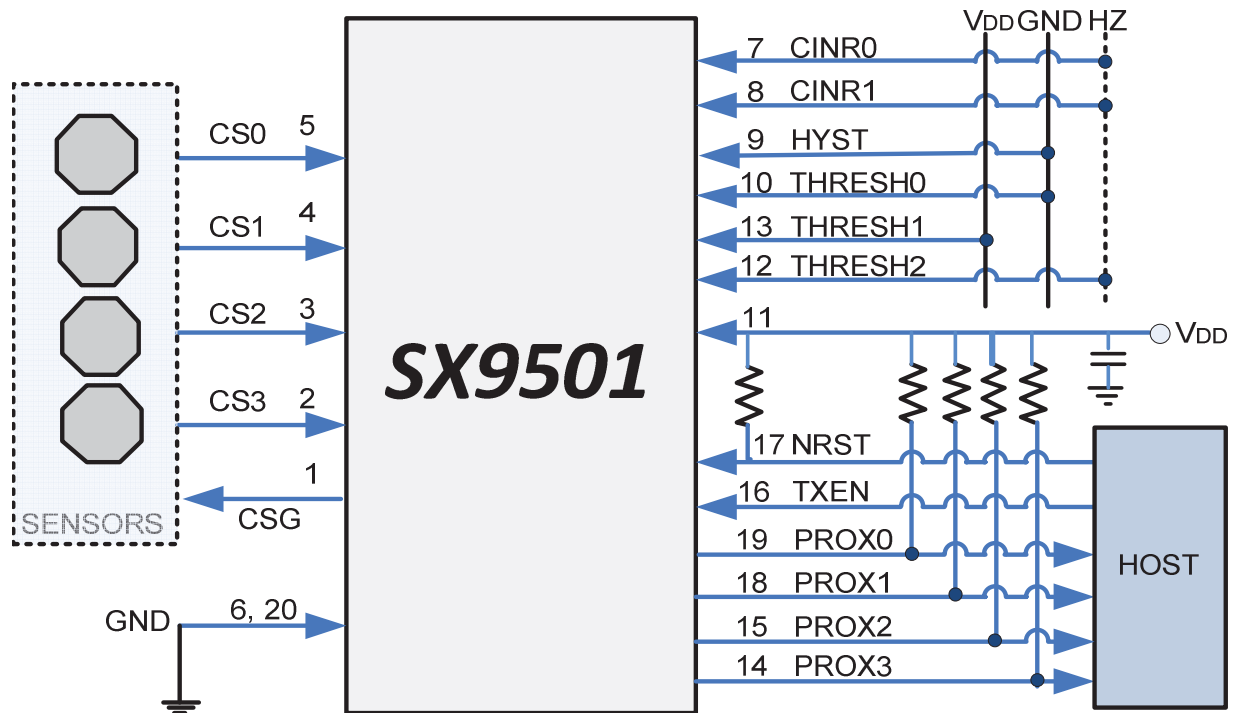 VDD GND HZ
7 CINR0
8 CINR1
9 HYST
10 THRESH0
13 THRESH1
12 THRESH2
11
VDD
CS0 5
CS1 4
CS2 3
CS3 2
1
CSG
SENSORS
GND
6, 20
SX9501
17 NRST
16 TXEN
19 PROX0
18 PROX1
15 PROX2
14 PROX3
HOST